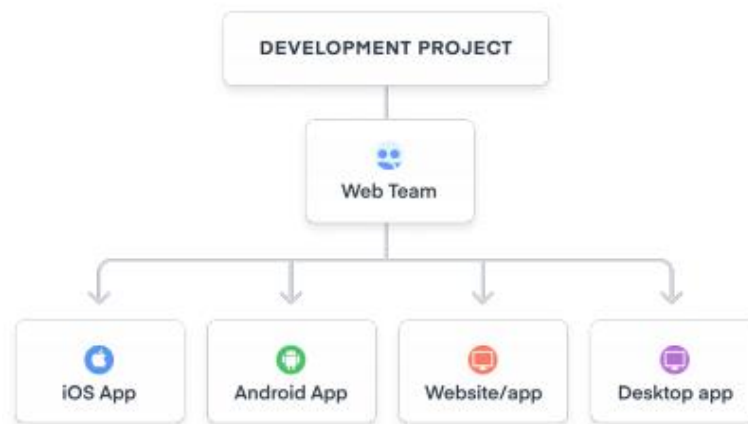 DEVELOPMENT PROJECT
Web Team
iOS App
Android App
Website/app
Desktop app